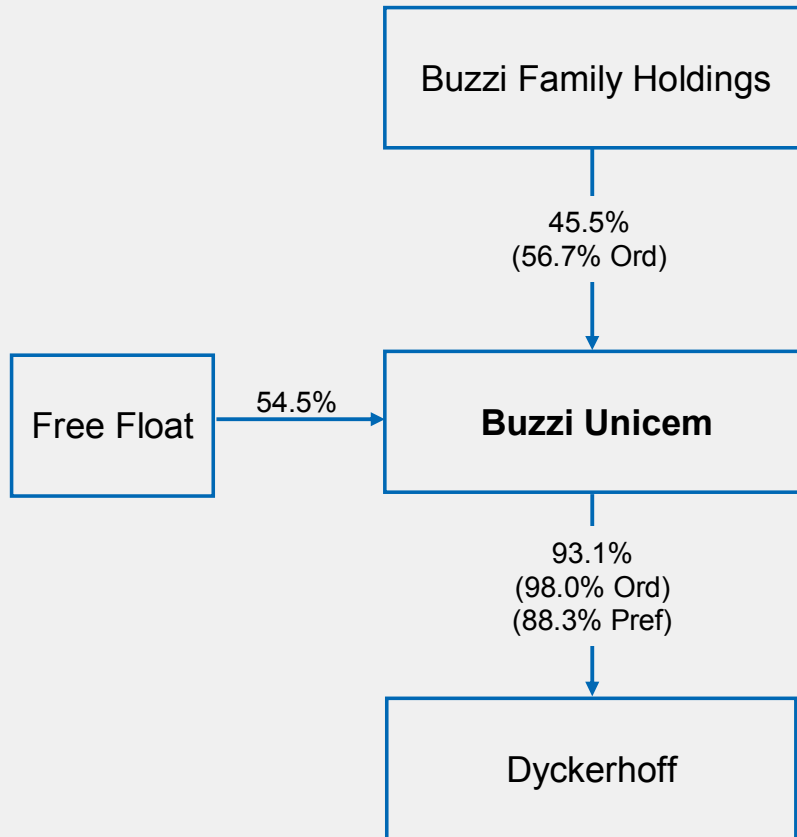 Buzzi Family Holdings
45.5%
(56.7% Ord)
Free Float
54.5%
Buzzi Unicem
93.1%
(98.0% Ord)
(88.3% Pref)
Dyckerhoff